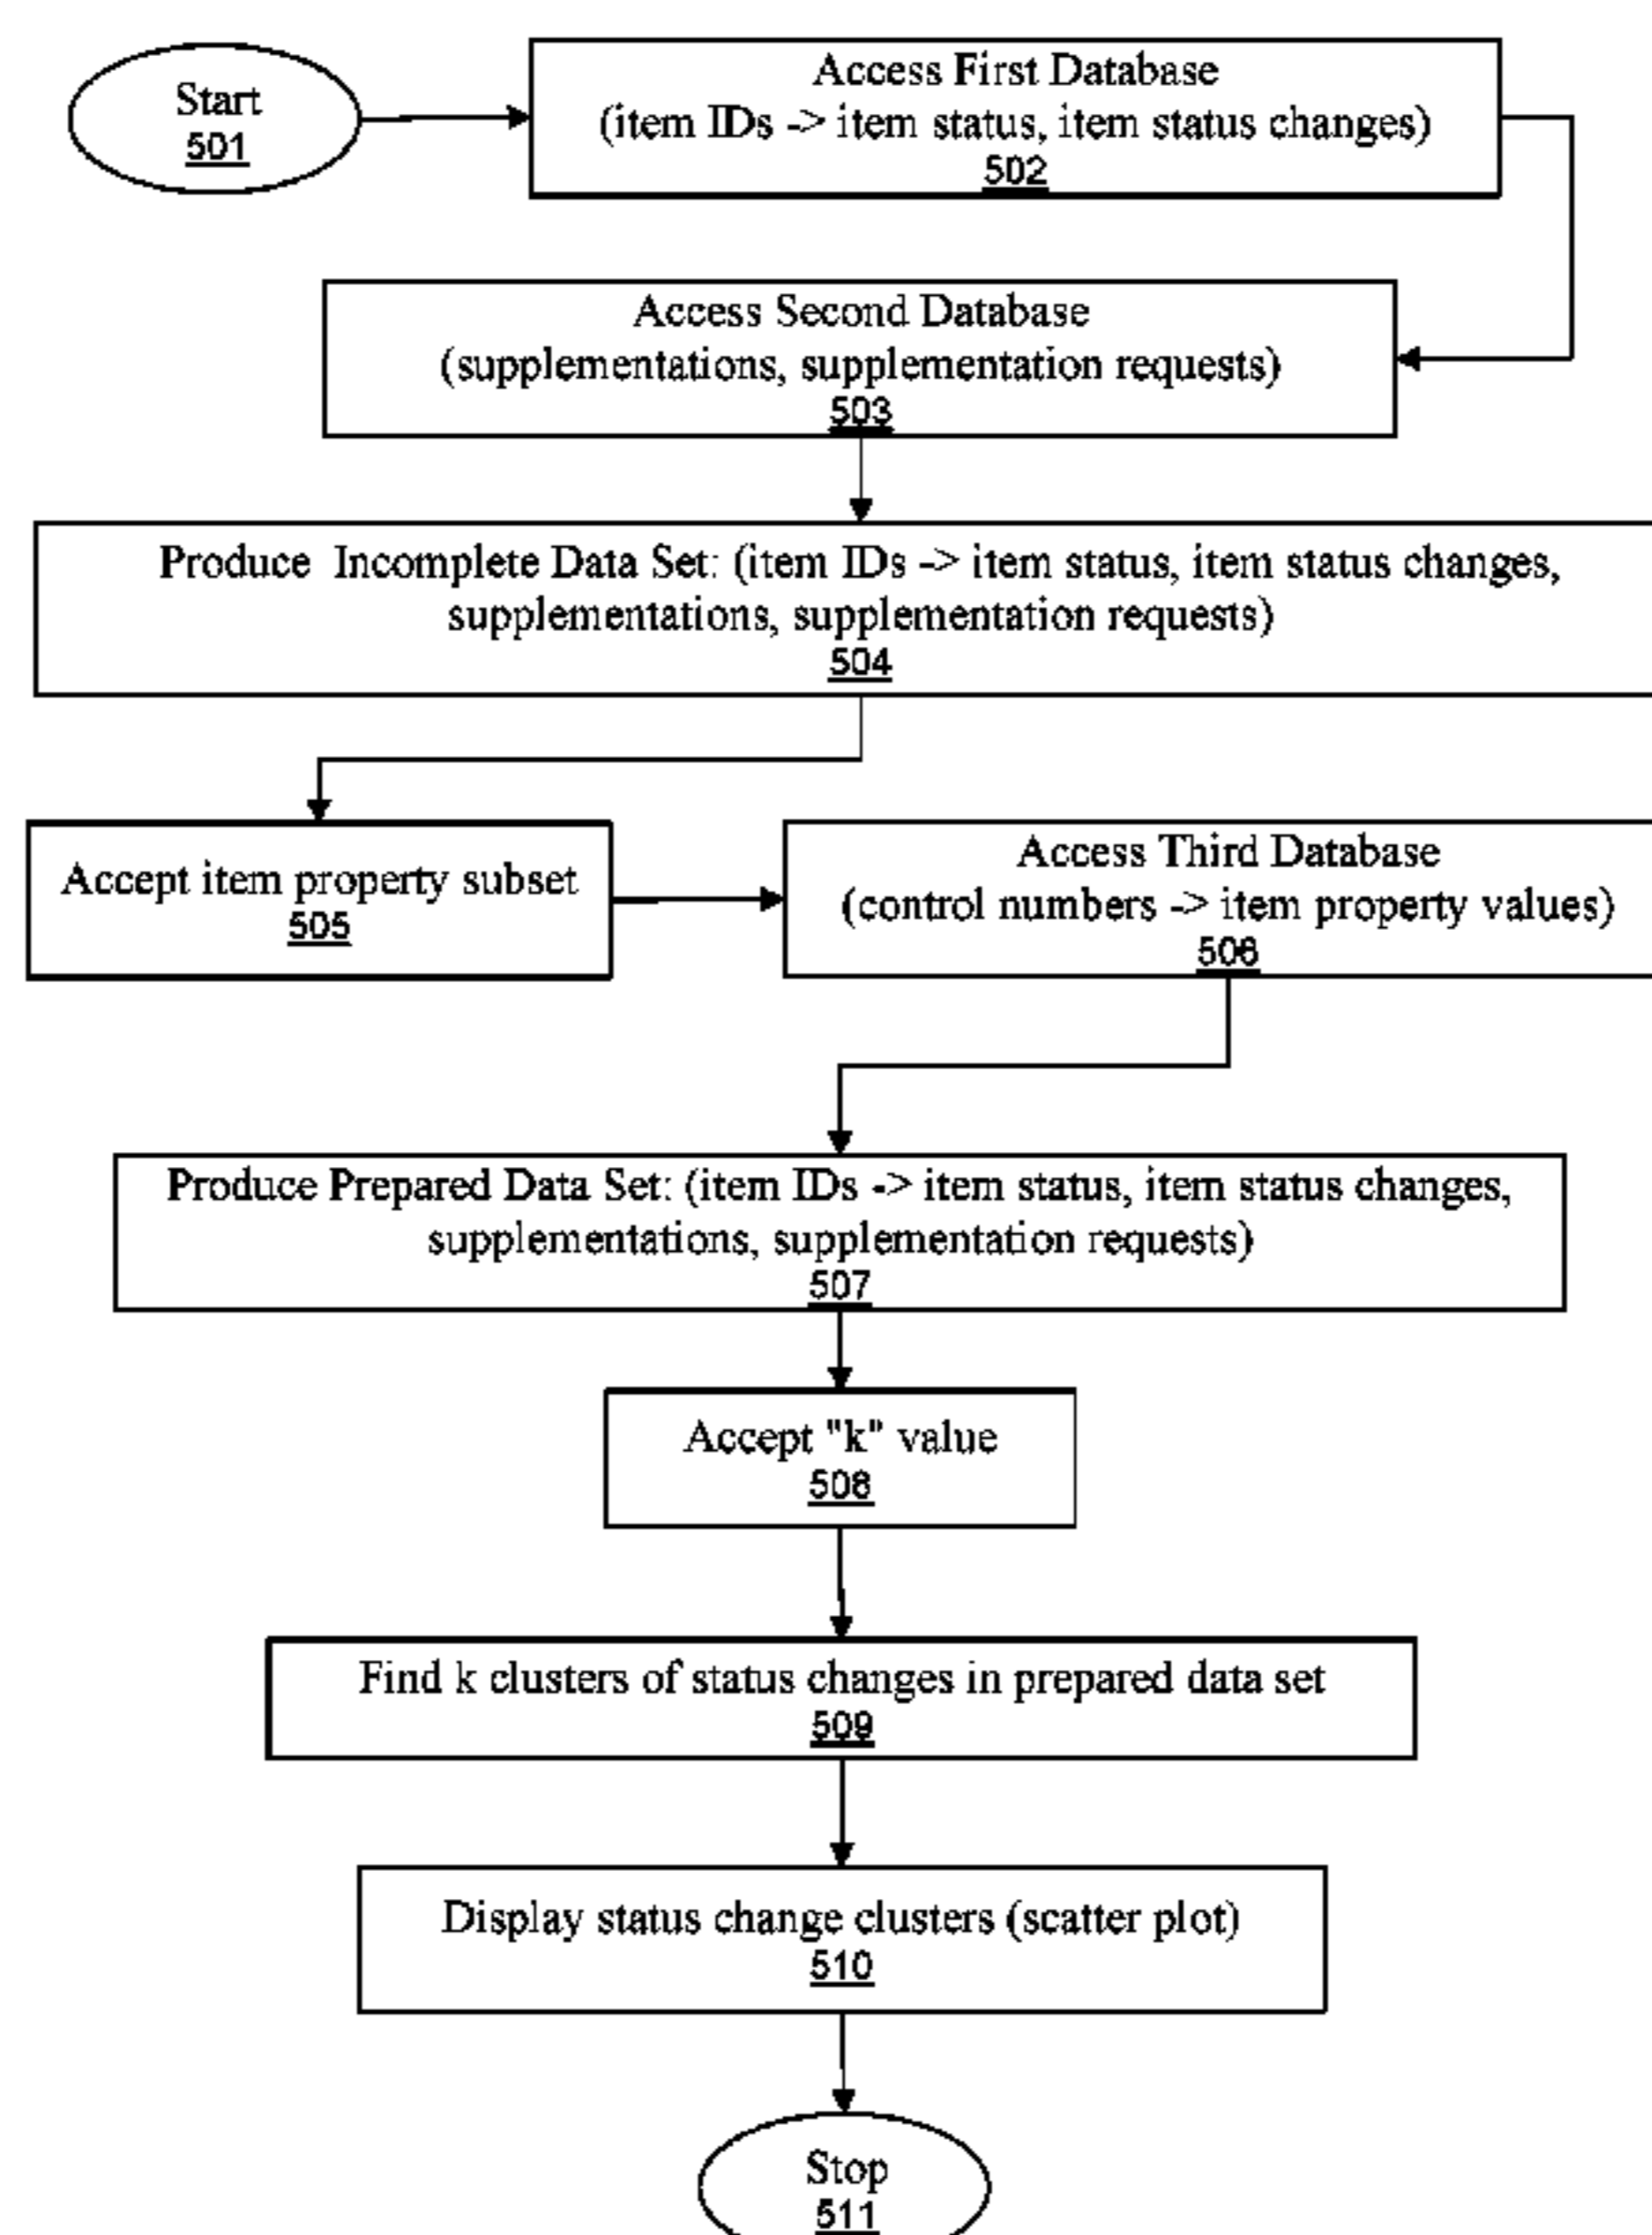 Start
501
Access First Database
(item IDs -> item status, item status changes)
502
Access Second Database
(supplementations, supplementation requests)
503
Produce Incomplete Data Set: (item IDs -> item status, item status changes,
supplementations, supplementation requests)
504
Accept item property subset
505
Access Third Database
(control numbers -> item property values)
506
Produce Prepared Data Set: (item IDs -> item status, item status changes,
supplementations, supplementation requests)
507
Accept "k" value
508
Find k clusters of status changes in prepared data set
509
Display status change clusters (scatter plot)
510
Stop
511